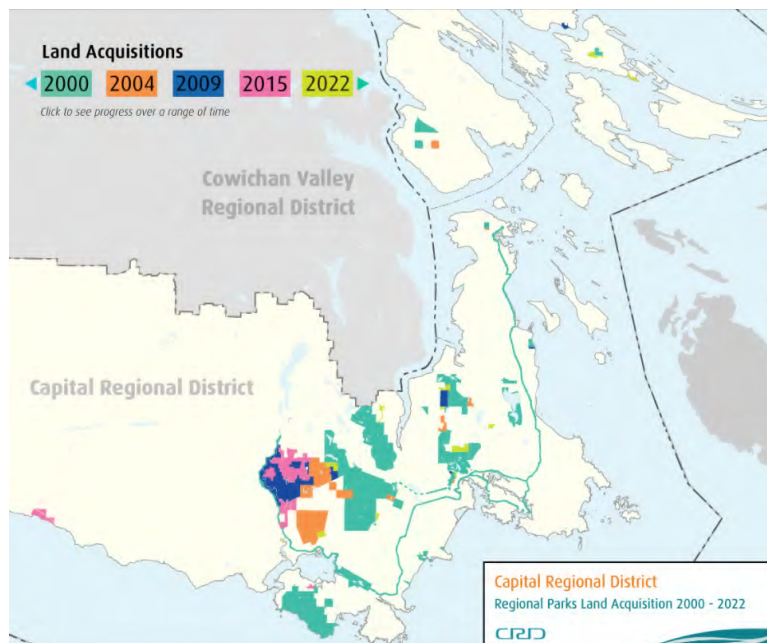 Land Acquisitions
2000 2004 2009 2015 2022
Click to see progress over a range of time
Cowichan Valley
Regional District
Capital Regional District
Capital Regional District
Regional Parks Land Acquisition 2000 - 2022
CRD